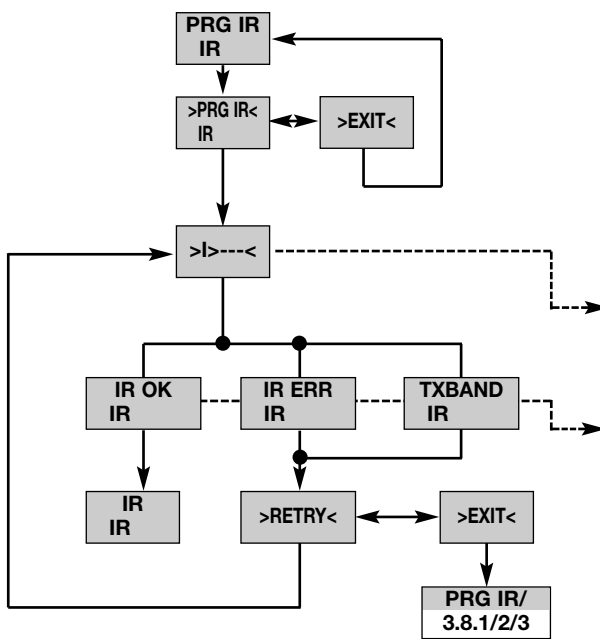 PRG IR
IR
>PRG IR<
IR
>EXIT<
>I>----<
IR OK
IR
IR ERR
IR
TXBAND
IR
IR
IR
>RETRY<
>EXIT<
PRG IR/
3.8.1/2/3